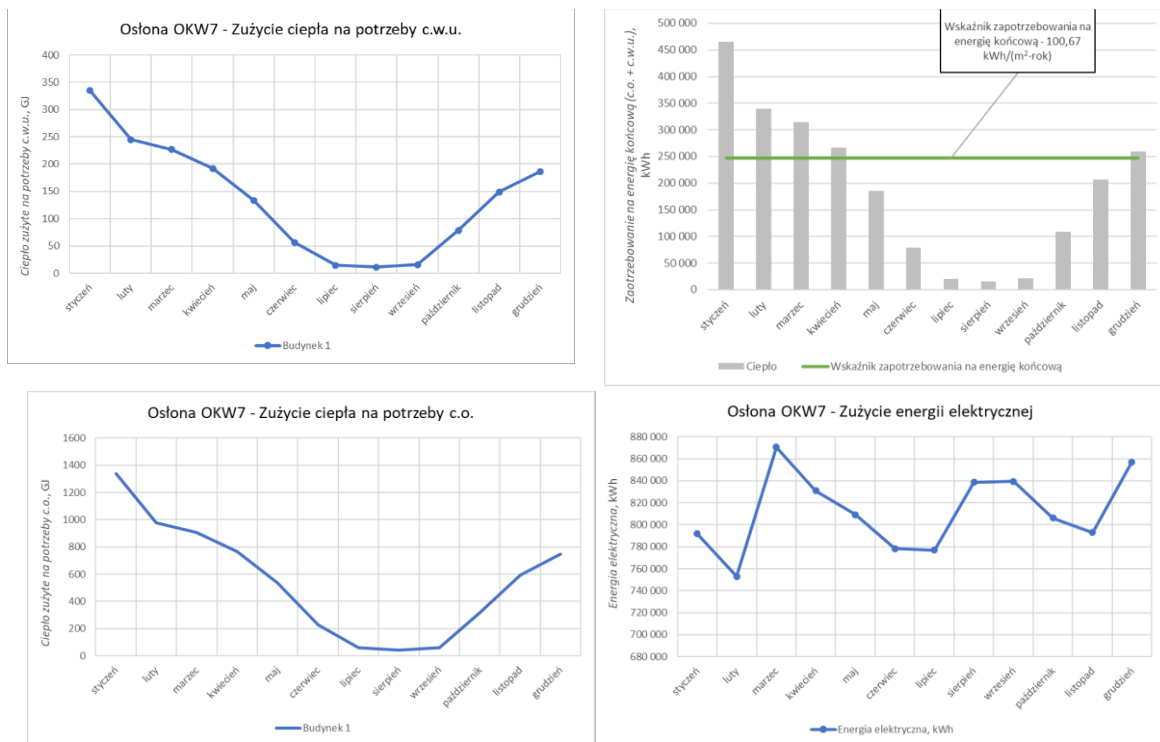 Osłona OKW7 - Zużycie ciepła na potrzeby c.w.u.
Ciepło zużyte na potrzeby c.w.u., GJ
400
350
300
250
200
150
100
50
0
styczeń
luty
marzec
kwiecień
maj
czerwiec
lipiec
sierpień
wrzesień
październik
listopad
grudzień
Budynek 1
Wskaźnik zapotrzebowania na
energię końcową - 100,67
kWh/(m²-rok)
Zaotrzebowanie na energię końcową (c.o. + c.w.u.),
kWh
500 000
450 000
400 000
350 000
300 000
250 000
200 000
150 000
100 000
50 000
0
styczeń
luty
marzec
kwiecień
maj
czerwiec
lipiec
sierpień
wrzesień
październik
listopad
grudzień
Ciepło
Wskaźnik zapotrzebowania na energię końcową
Osłona OKW7 - Zużycie ciepła na potrzeby c.o.
Ciepło zużyte na potrzeby c.o., GJ
1600
1400
1200
1000
800
600
400
200
0
styczeń
luty
marzec
kwiecień
maj
czerwiec
lipiec
sierpień
wrzesień
październik
listopad
grudzień
Budynek 1
Osłona OKW7 - Zużycie energii elektrycznej
Energia elektryczna, kWh
880 000
860 000
840 000
820 000
800 000
780 000
760 000
740 000
720 000
700 000
680 000
styczeń
luty
marzec
kwiecień
maj
czerwiec
lipiec
sierpień
wrzesień
październik
listopad
grudzień
Energia elektryczna, kWh